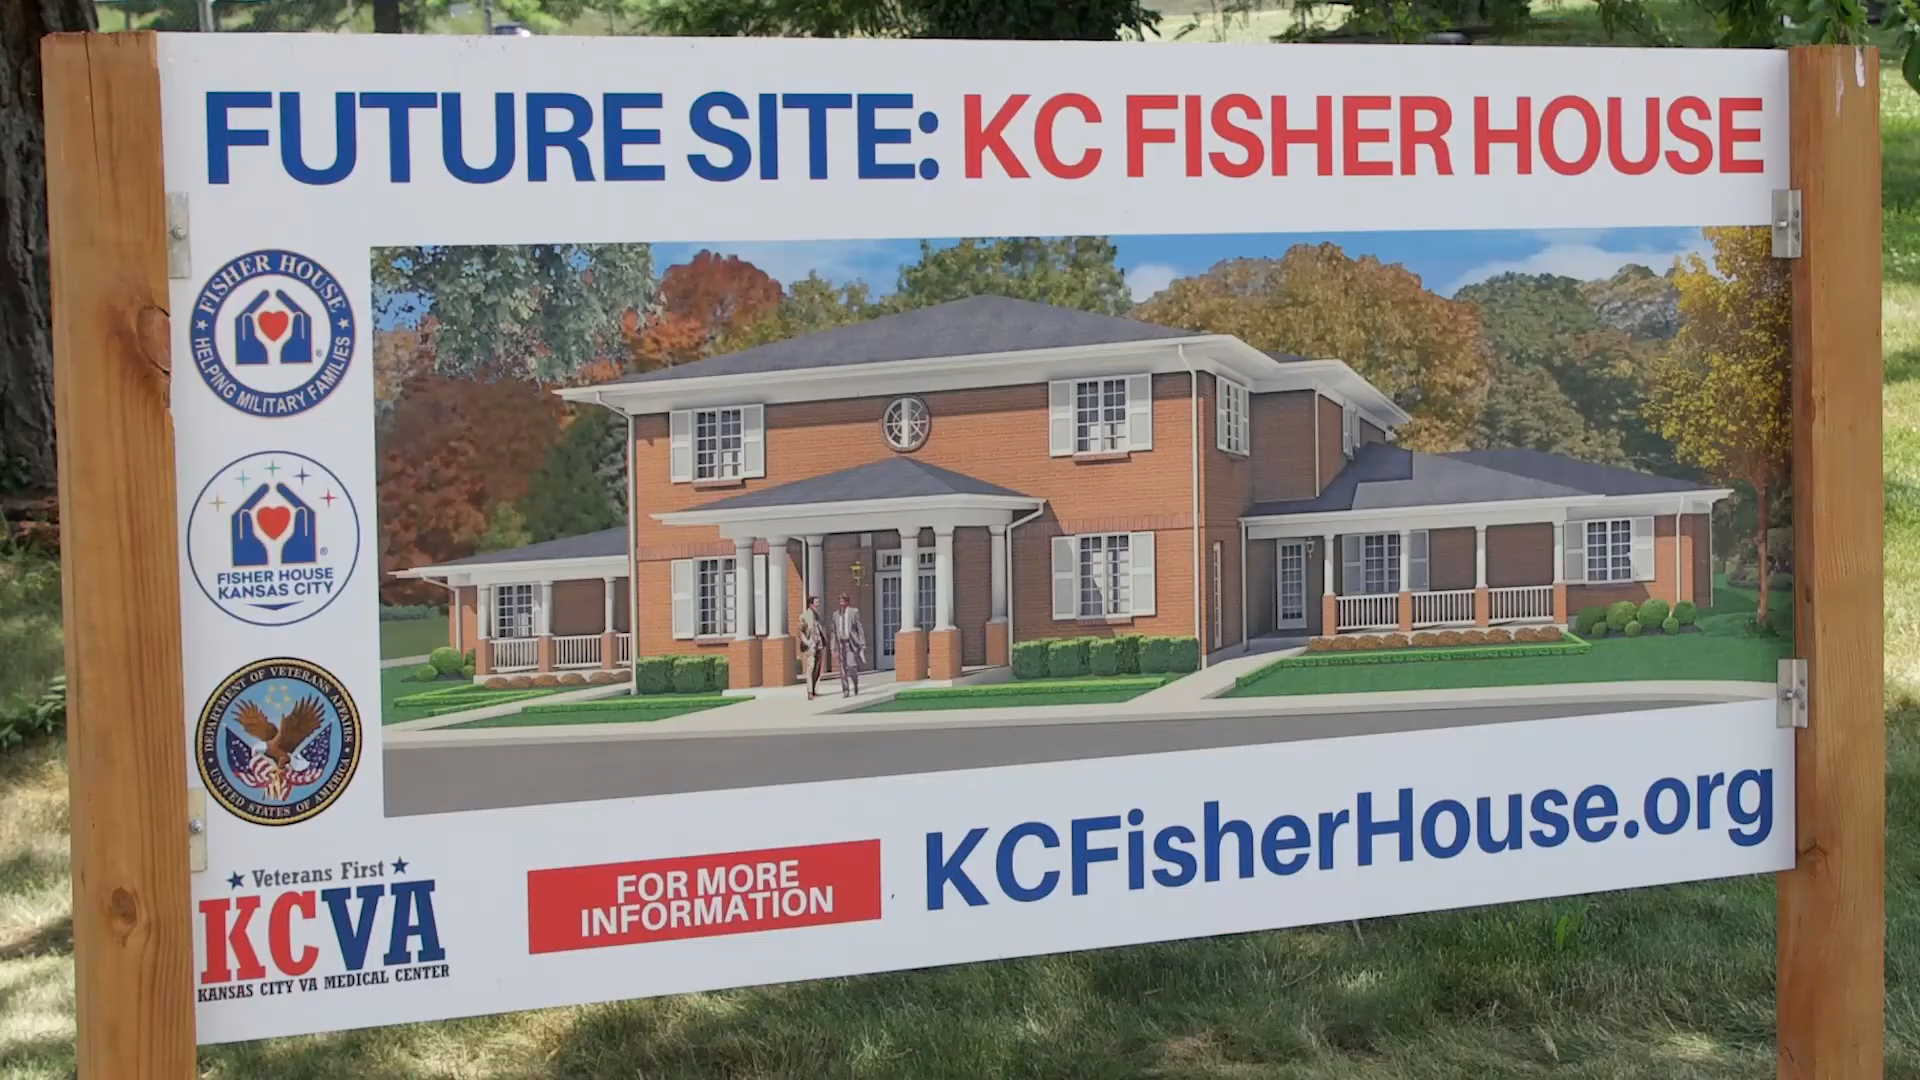 FUTURE SITE: KC FISHER HOUSE
FISHER HOUSE
HELPING MILITARY FAMILIES
®
®
FISHER HOUSE
KANSAS CITY
DEPARTMENT OF VETERANS AFFAIRS
UNITED STATES OF AMERICA
Veterans First
KCVA
KANSAS CITY VA MEDICAL CENTER
FOR MORE
INFORMATION
KCFisherHouse.org